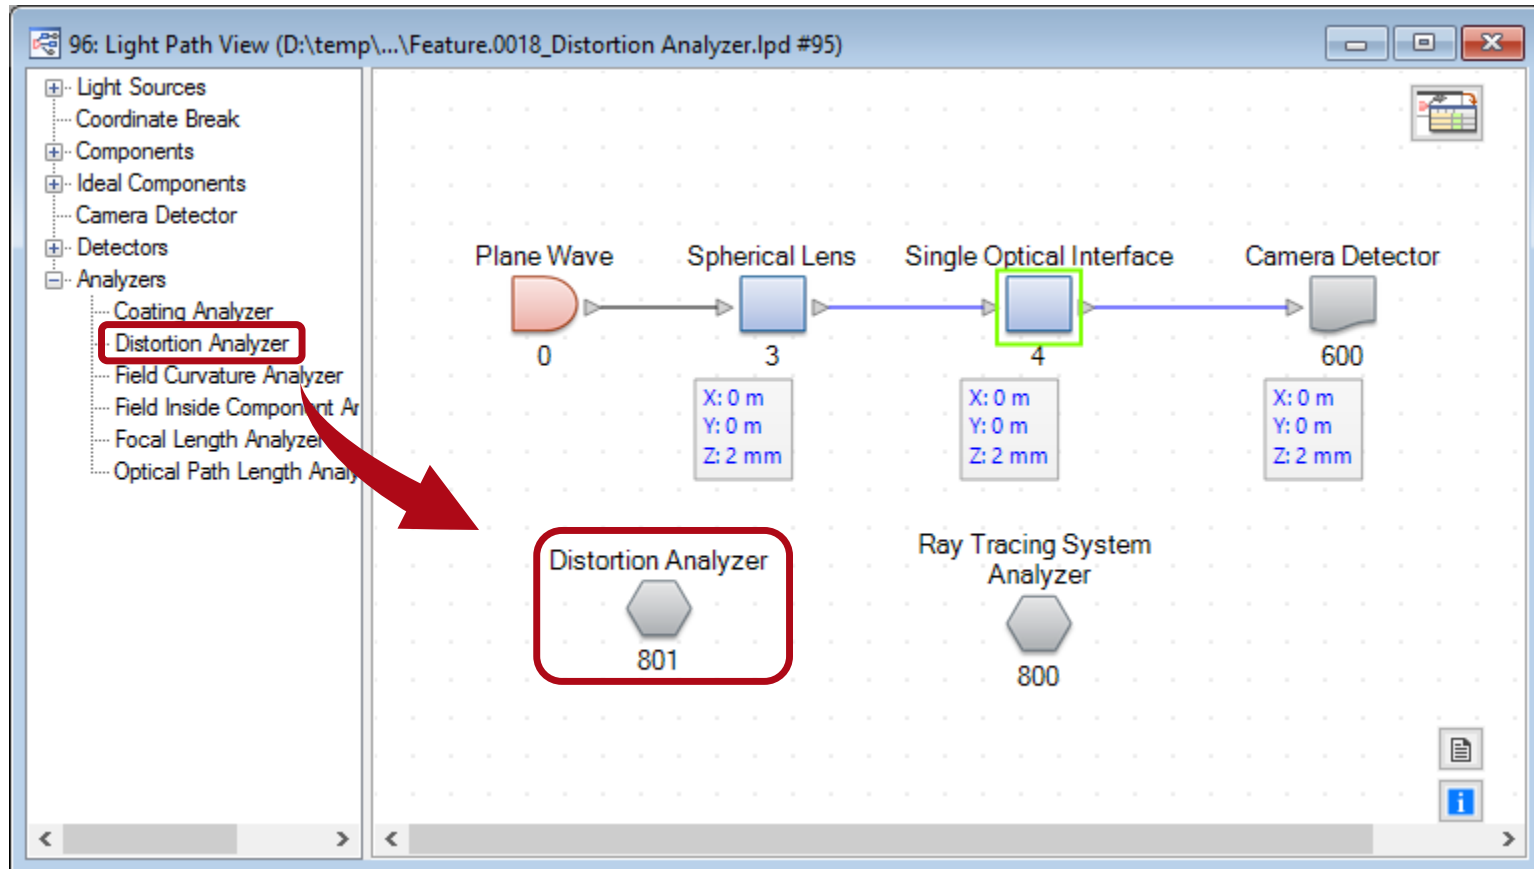 96: Light Path View (D:\temp\...\Feature.0018_Distortion Analyzer.lpd #95)
Light Sources
Coordinate Break
Components
Ideal Components
Camera Detector
Detectors
Analyzers
Coating Analyzer
Distortion Analyzer
Field Curvature Analyzer
Field Inside Component Ar
Focal Length Analyzer
Optical Path Length Analy
Plane Wave
0
Spherical Lens
3
X: 0 m
Y: 0 m
Z: 2 mm
Single Optical Interface
4
X: 0 m
Y: 0 m
Z: 2 mm
Camera Detector
600
X: 0 m
Y: 0 m
Z: 2 mm
Distortion Analyzer
801
Ray Tracing System
Analyzer
800